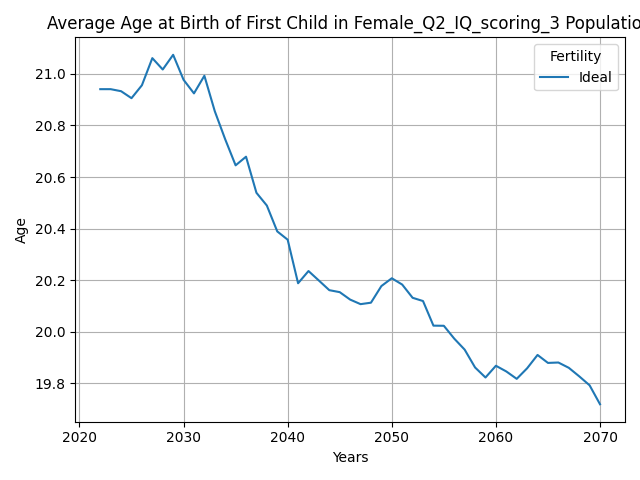 Average Age at Birth of First Child in Female_Q2_IQ_scoring_3 Populatio
Fertility
Ideal
Age
21.0
20.8
20.6
20.4
20.2
20.0
19.8
2020 2030 2040 2050 2060 2070
Years